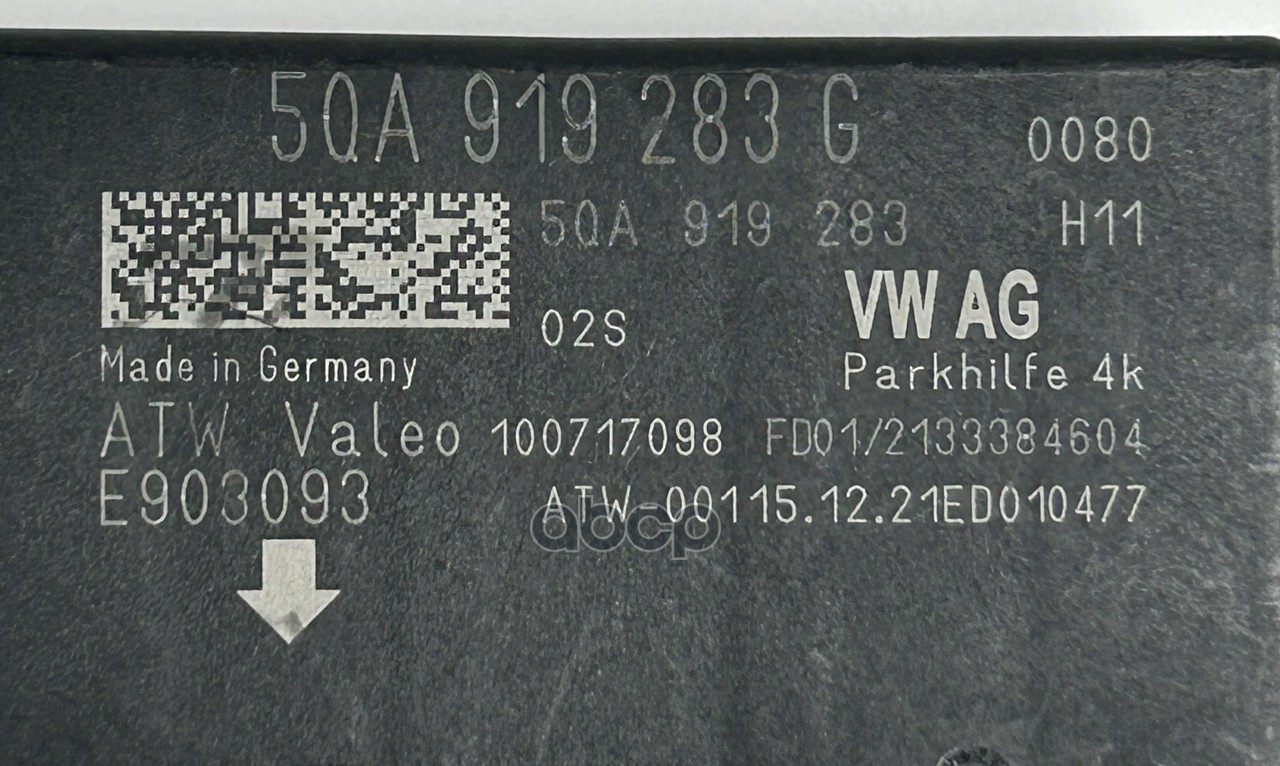 5QA 919 283 G 0080
5QA 919 283 H11
02S VW AG
Made in Germany Parkhilfe 4k
ATW Valeo 100717098 FD01/2133384604
E903093 ATW-00115.12.21ED010477
abcp